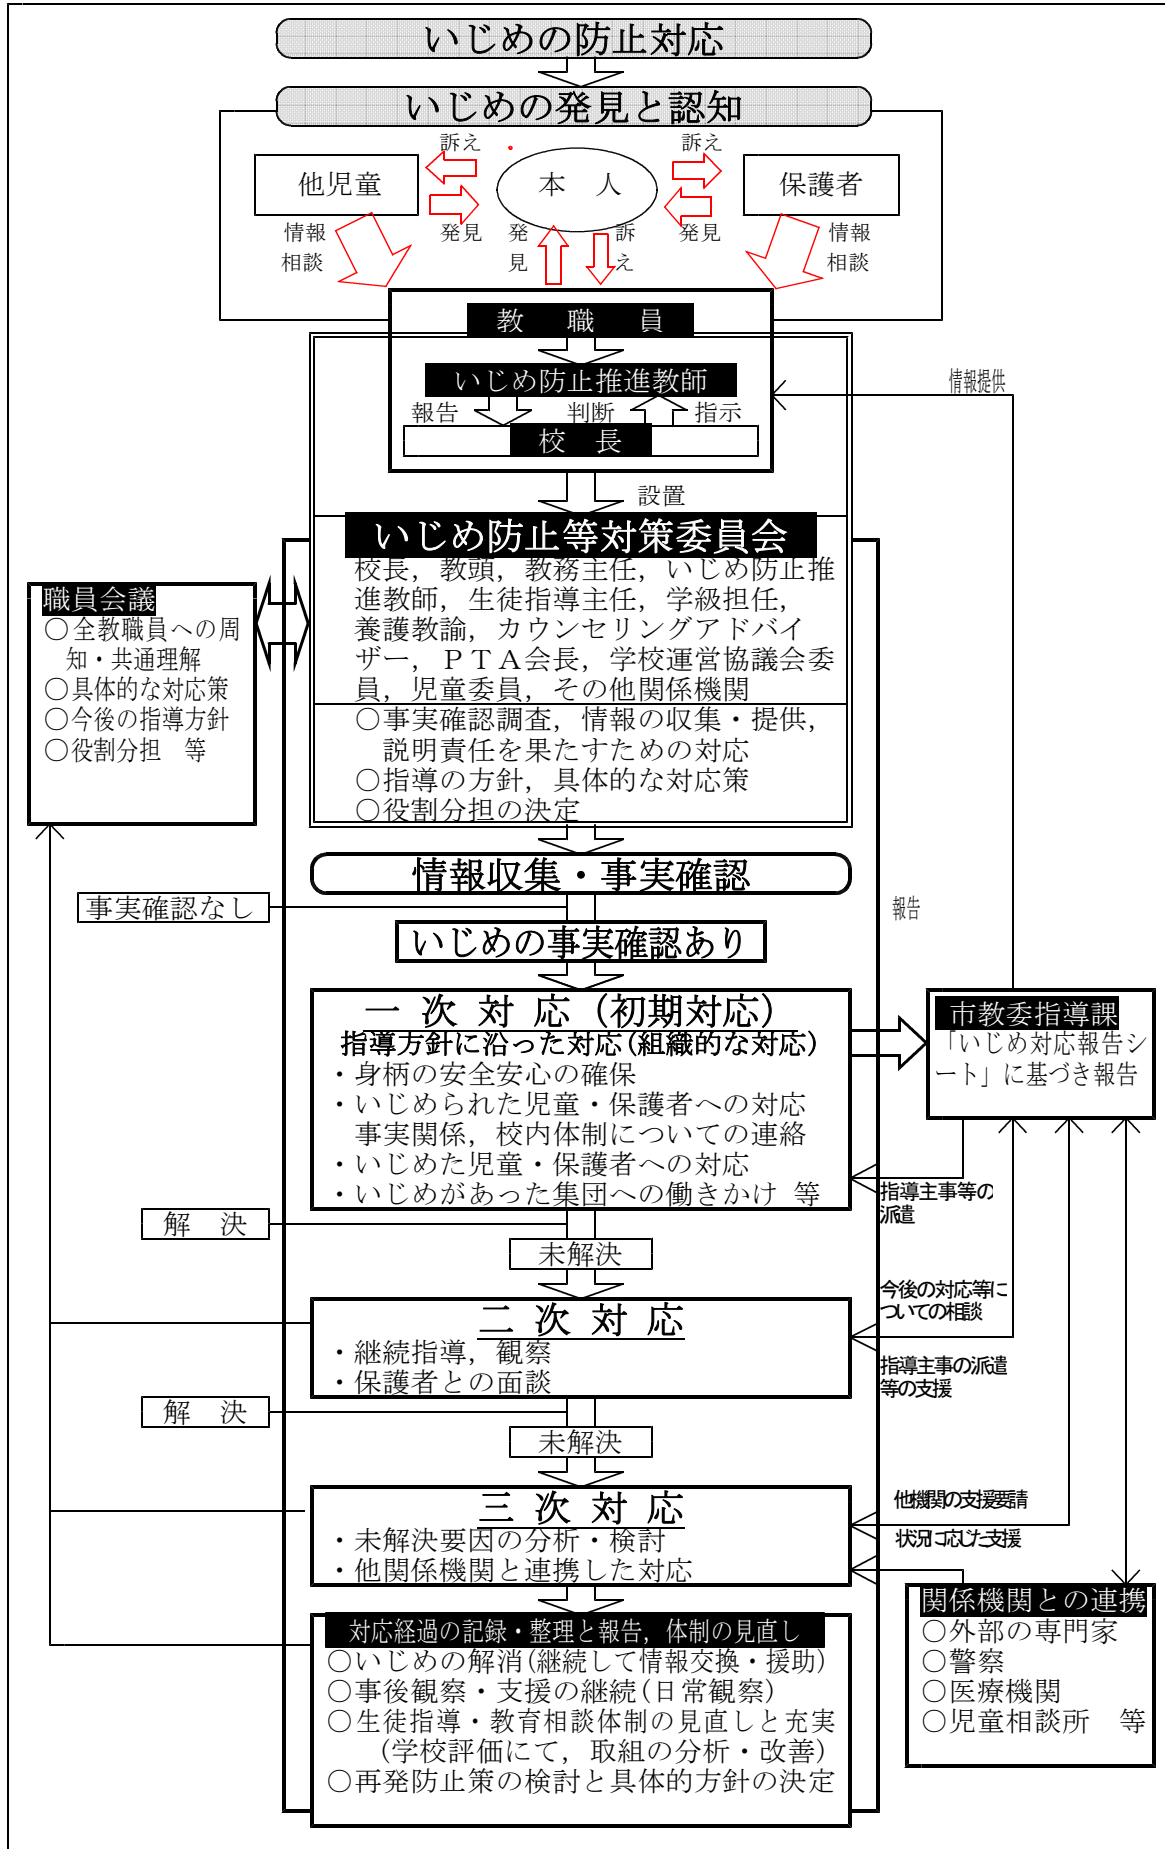 いじめの防止対応
いじめの発見と認知
訴え
訴え
他児童
本　人
保護者
情報
相談
発見
発見
訴え
発見
情報
相談
教　職　員
いじめ防止推進教師
情報提供
報告
判断
指示
校　長
設置
いじめ防止等対策委員会
校長，教頭，教務主任，いじめ防止推
進教師，生徒指導主任，学級担任，
養護教諭，カウンセリングアドバイ
ザー，ＰＴＡ会長，学校運営協議会委
員，児童委員，その他関係機関
○事実確認調査，情報の収集・提供，
説明責任を果たすための対応
○指導の方針，具体的な対応策
○役割分担の決定
職員会議
○全教職員への周
知・共通理解
○具体的な対応策
○今後の指導方針
○役割分担　等
情報収集・事実確認
事実確認なし
報告
いじめの事実確認あり
一 次 対 応（初期対応）
指導方針に沿った対応(組織的な対応)
・身柄の安全安心の確保
・いじめられた児童・保護者への対応
事実関係，校内体制についての連絡
・いじめた児童・保護者への対応
・いじめがあった集団への働きかけ 等
市教委指導課
「いじめ対応報告シ
ート」に基づき報告
指導主事等の
派遣
解　決
未解決
今後の対応等に
ついての相談
二 次 対 応
・継続指導，観察
・保護者との面談
指導主事の派遣
等の支援
解　決
未解決
三 次 対 応
・未解決要因の分析・検討
・他関係機関と連携した対応
他機関の支援要請
状況に応じた支援
対応経過の記録・整理と報告，体制の見直し
○いじめの解消(継続して情報交換・援助)
○事後観察・支援の継続(日常観察)
○生徒指導・教育相談体制の見直しと充実
(学校評価にて，取組の分析・改善)
○再発防止策の検討と具体的方針の決定
関係機関との連携
○外部の専門家
○警察
○医療機関
○児童相談所　等